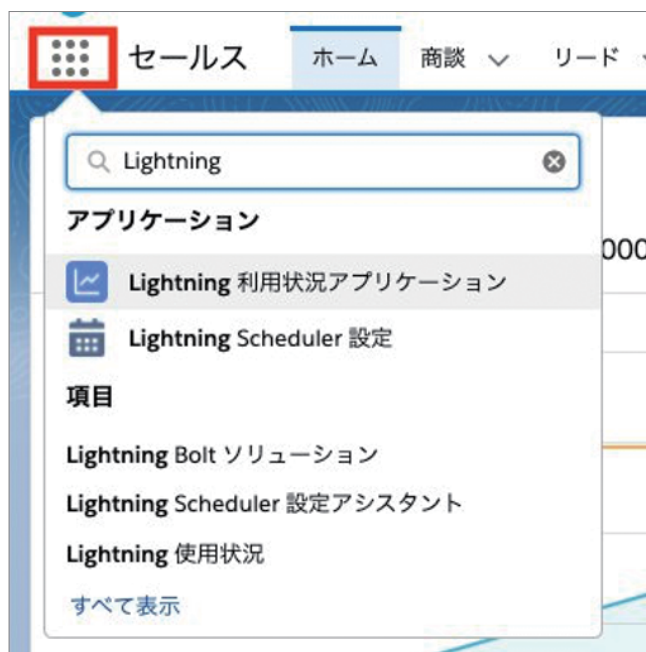 セールス ホーム 商談 リード
Lightning
000
アプリケーション
Lightning 利用状況アプリケーション
Lightning Scheduler 設定
項目
Lightning Bolt ソリューション
Lightning Scheduler 設定アシスタント
Lightning 使用状況
すべて表示